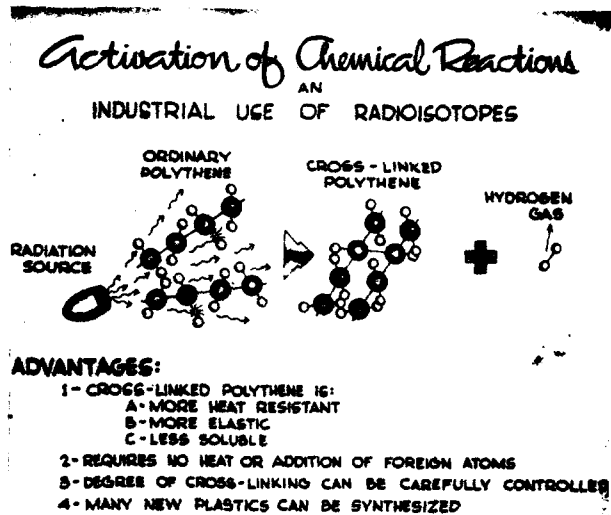 Activation of Chemical Reactions
AN
INDUSTRIAL USE OF RADIOISOTOPES
ORDINARY
POLYTHENE
CROSS-LINKED
POLYTHENE
HYDROGEN
GAS
RADIATION
SOURCE
ADVANTAGES:
1- CROSS-LINKED POLYTHENE IS:
A- MORE HEAT RESISTANT
B- MORE ELASTIC
C- LESS SOLUBLE
2- REQUIRES NO HEAT OR ADDITION OF FOREIGN ATOMS
3- DEGREE OF CROSS-LINKING CAN BE CAREFULLY CONTROLLED
4- MANY NEW PLASTICS CAN BE SYNTHESIZED